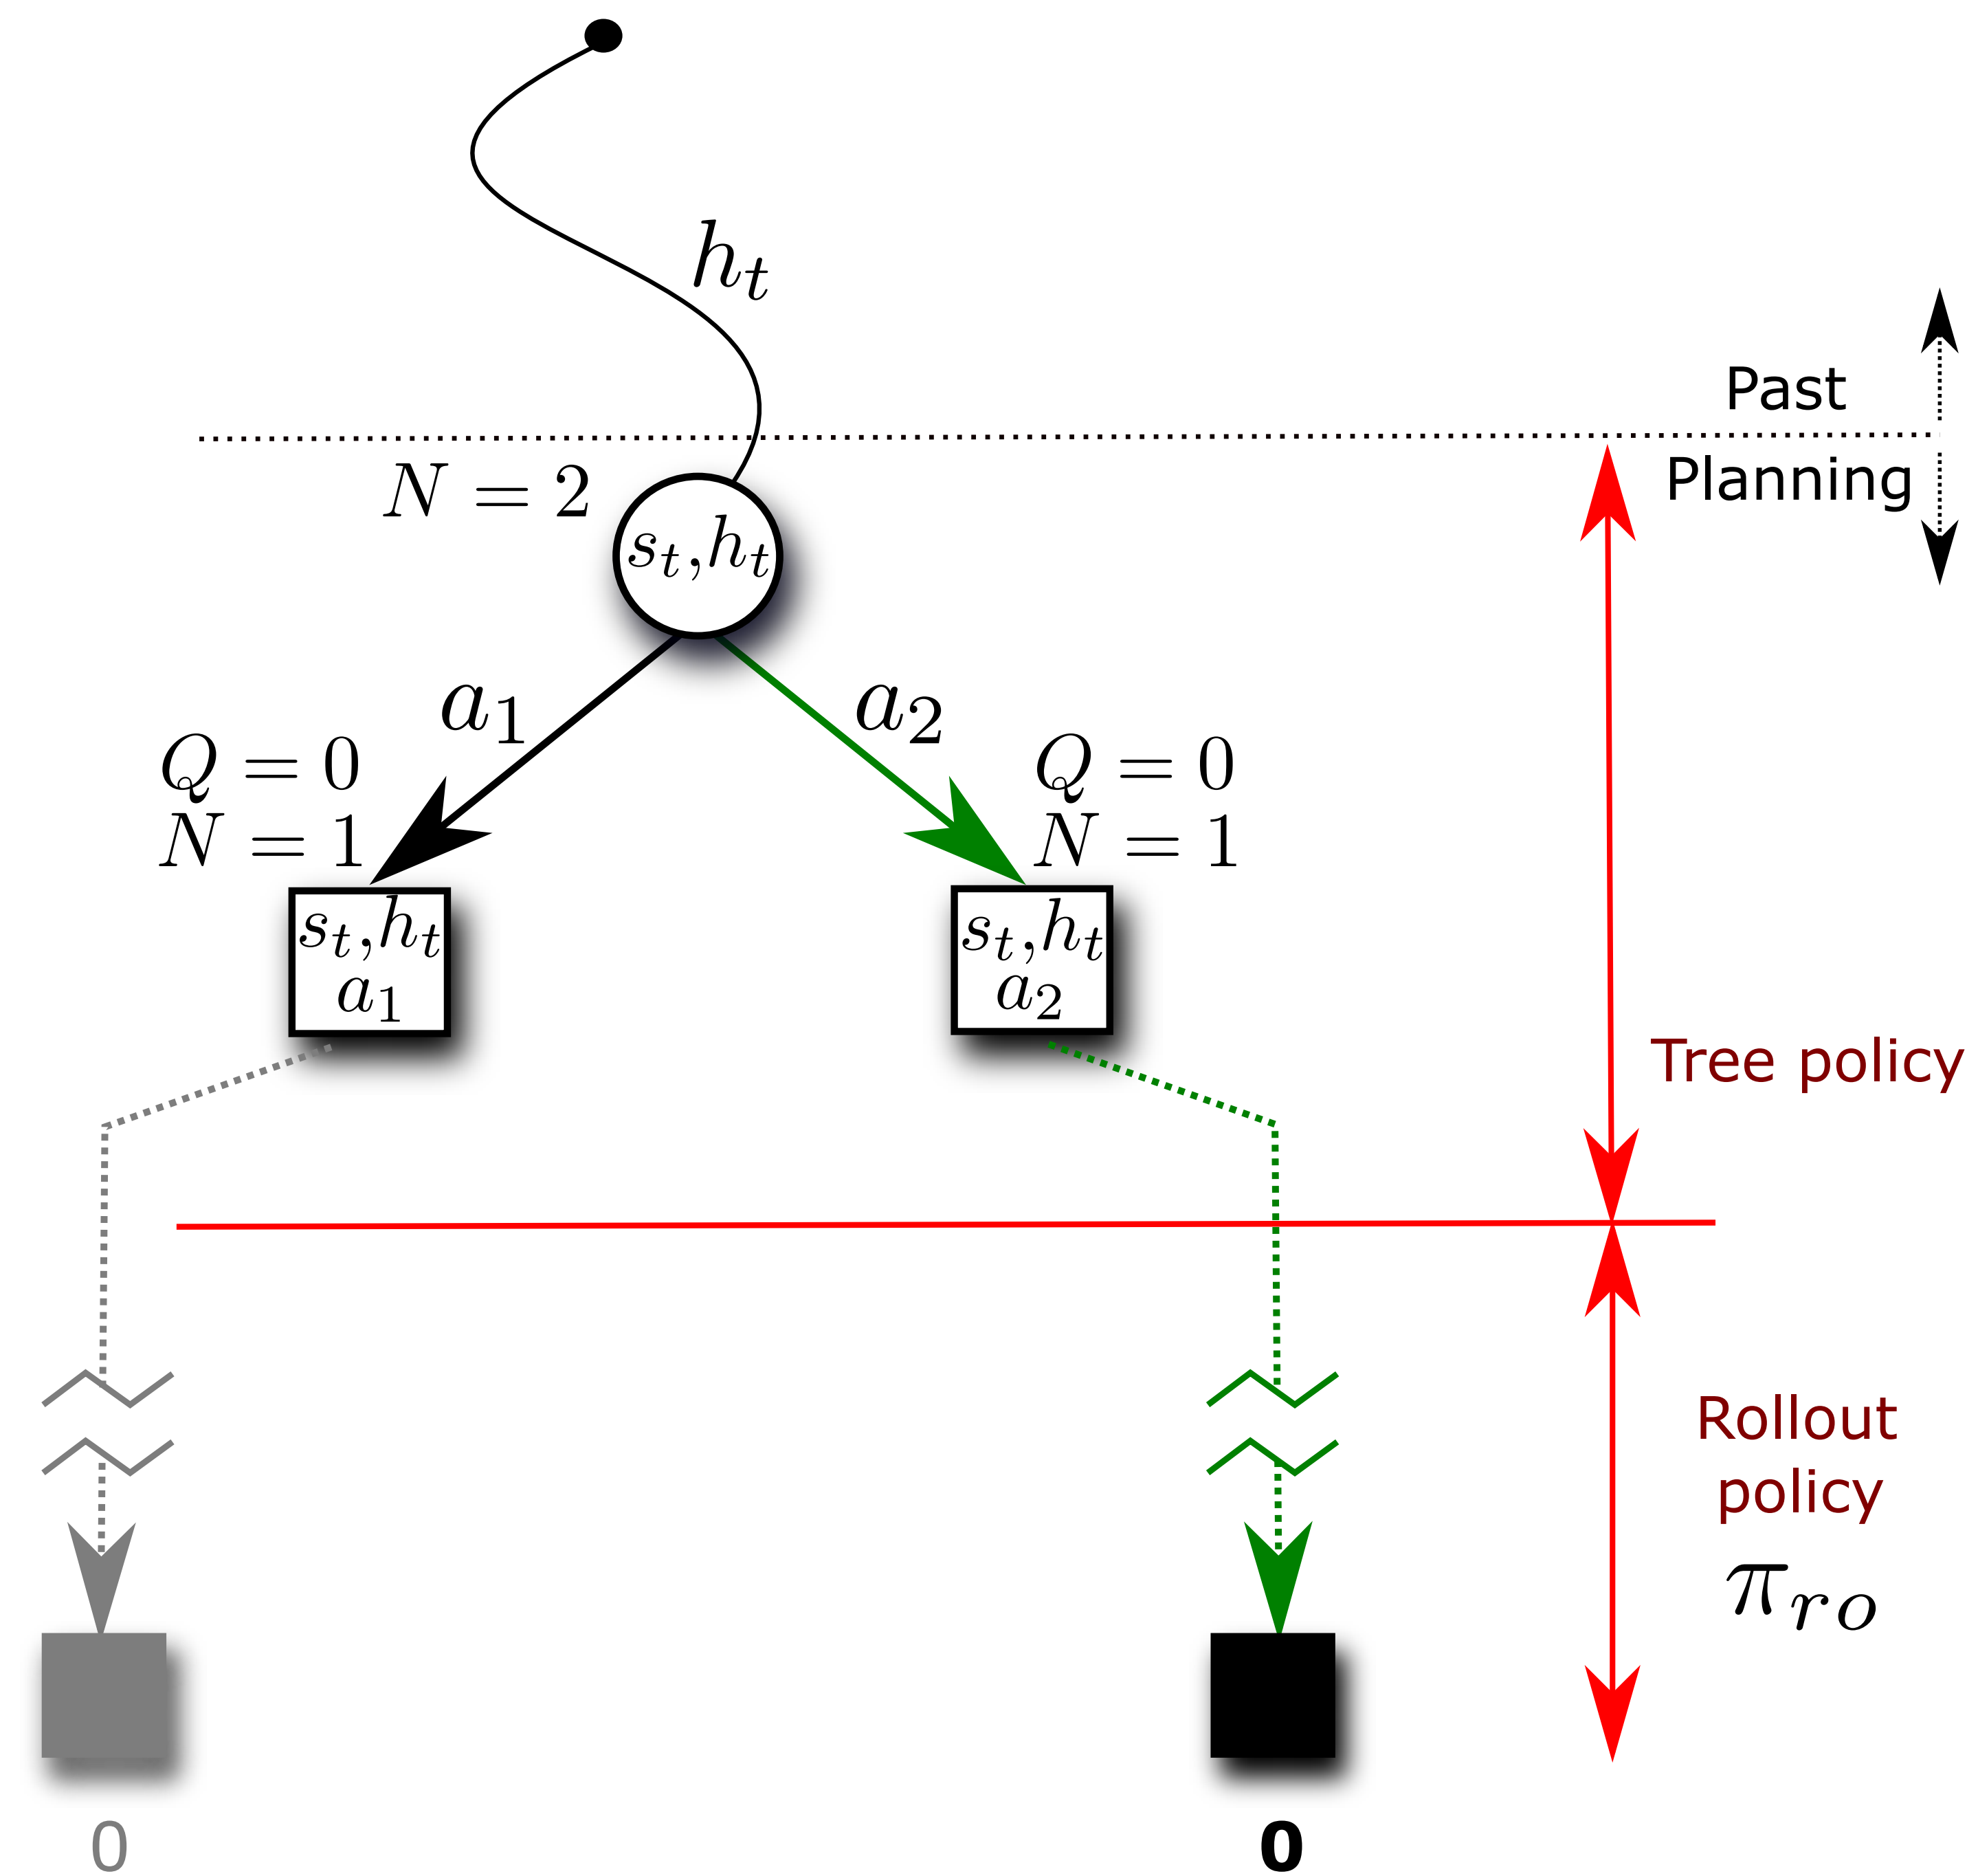 h_t
Past
N = 2
Planning
s_t, h_t
a_1
a_2
Q = 0
N = 1
Q = 0
N = 1
s_t, h_t
a_1
s_t, h_t
a_2
Tree policy
Rollout
policy
π_ro
0
0